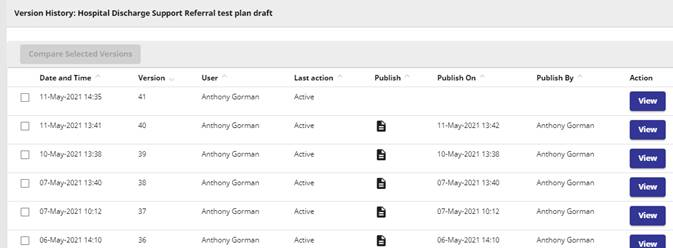 Version History: Hospital Discharge Support Referral test plan draft
Compare Selected Versions
Date and Time Version User Last action Publish Publish On Publish By Action
11-May-2021 14:35 41 Anthony Gorman Active View
11-May-2021 13:41 40 Anthony Gorman Active 11-May-2021 13:42 Anthony Gorman View
10-May-2021 13:38 39 Anthony Gorman Active 10-May-2021 13:38 Anthony Gorman View
07-May-2021 13:40 38 Anthony Gorman Active 07-May-2021 13:40 Anthony Gorman View
07-May-2021 10:12 37 Anthony Gorman Active 07-May-2021 10:12 Anthony Gorman View
06-May-2021 14:10 36 Anthony Gorman Active 06-May-2021 14:10 Anthony Gorman View